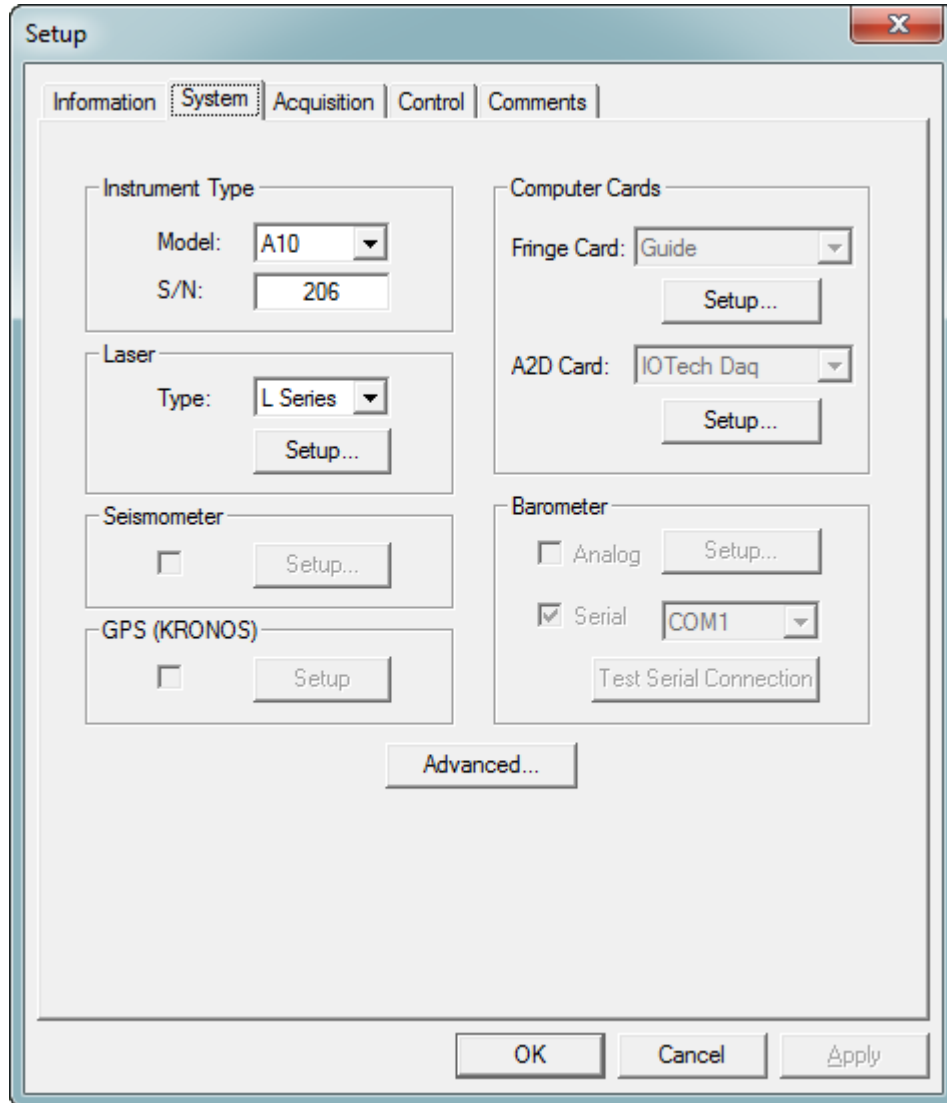 Setup
x
Information System Acquisition Control Comments
Instrument Type
Model: A10
S/N: 206
Laser
Type: L Series
Setup...
Seismometer
Setup...
GPS (KRONOS)
Setup
Computer Cards
Fringe Card: Guide
Setup...
A2D Card: IOTech Daq
Setup...
Barometer
Analog Setup...
Serial COM1
Test Serial Connection
Advanced...
OK Cancel Apply